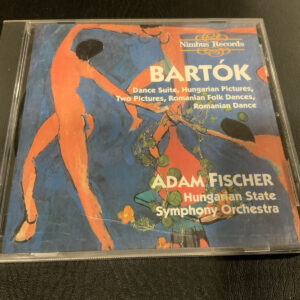 Nimbus Records
BARTÓK
Dance Suite, Hungarian Pictures,
Two Pictures, Romanian Folk Dances,
Romanian Dance
ADAM FISCHER
Hungarian State
Symphony Orchestra